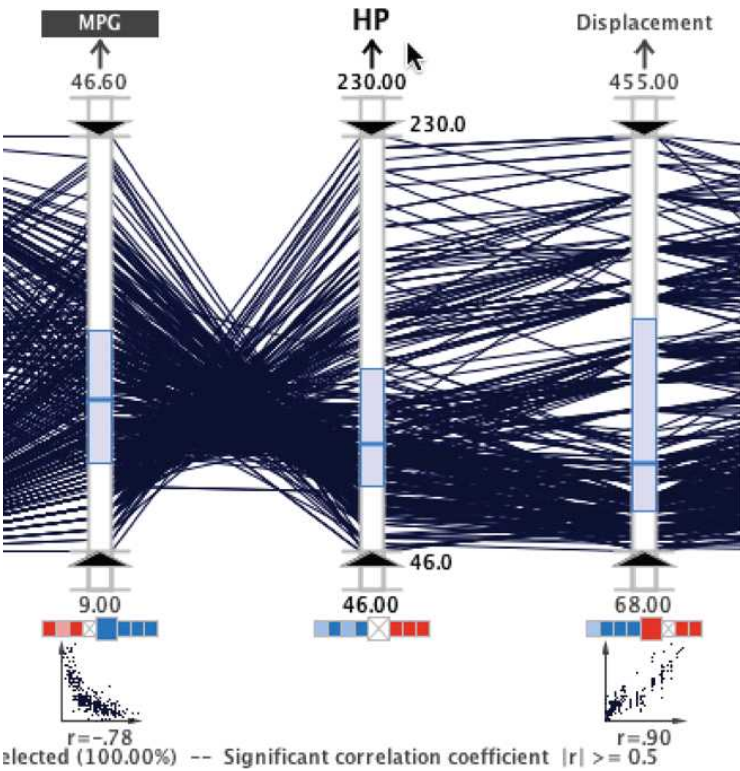 MPG HP Displacement
46.60 230.00 455.00
230.0
46.0
9.00 46.00 68.00
r=-.78 r=.90
elected (100.00%) -- Significant correlation coefficient |r| >= 0.5